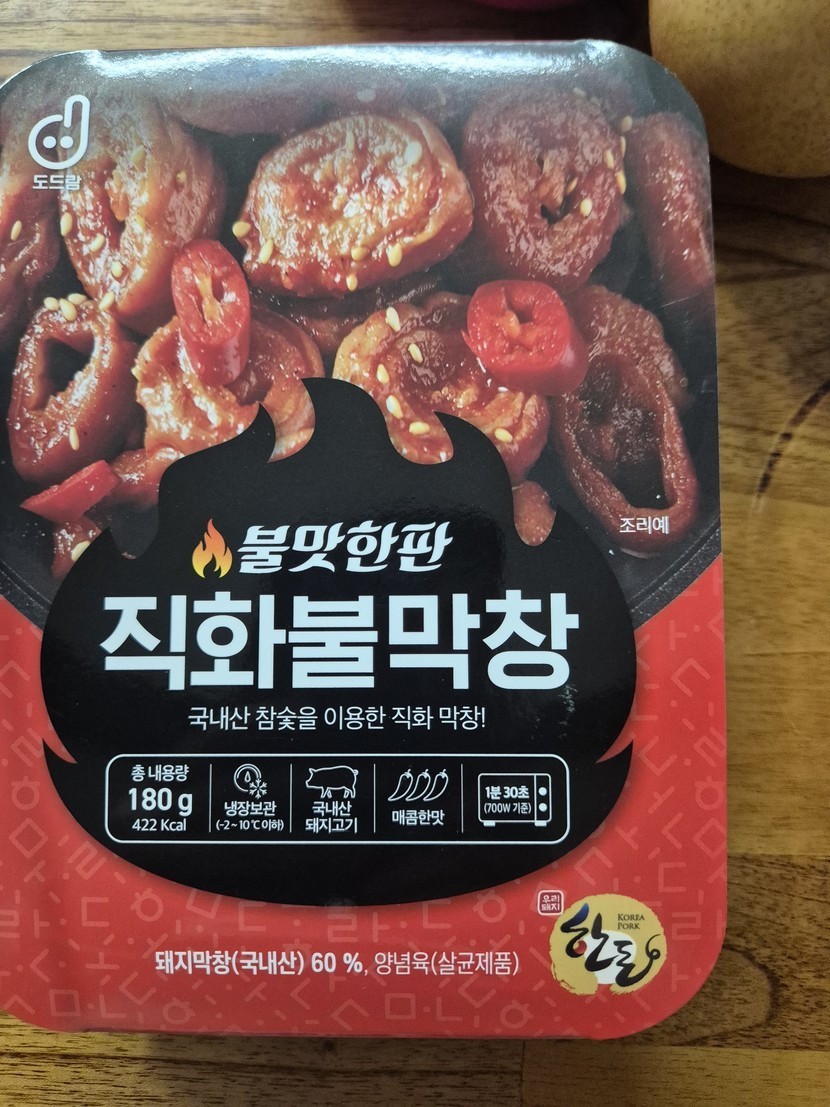 도드람
조리예
불맛한판
직화불막창
국내산 참숯을 이용한 직화 막창!
총 내용량
180 g
422 Kcal
냉장보관
(-2~10℃ 이하)
국내산
돼지고기
매콤한맛
1분 30초
(700W 기준)
우리
돼지
KOREA
PORK
한돈
돼지막창(국내산) 60 %, 양념육(살균제품)